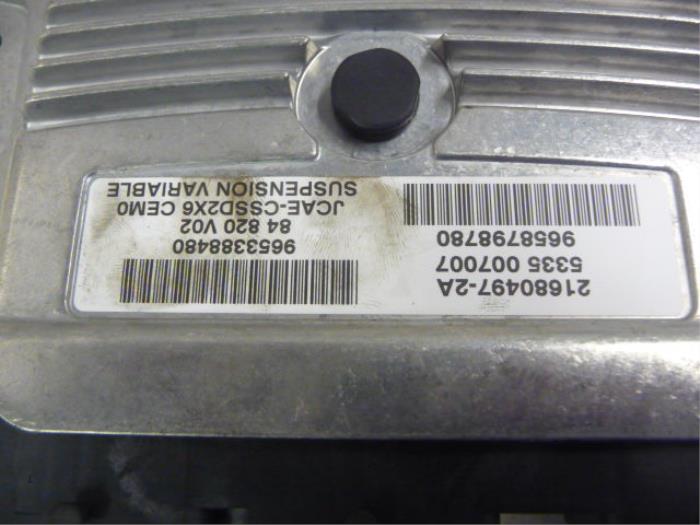 21680497-2A
5335 007007
9658798780
9653388480
84 820 V02
JCAE-CSSD2X6 CEM0
SUSPENSION VARIABLE